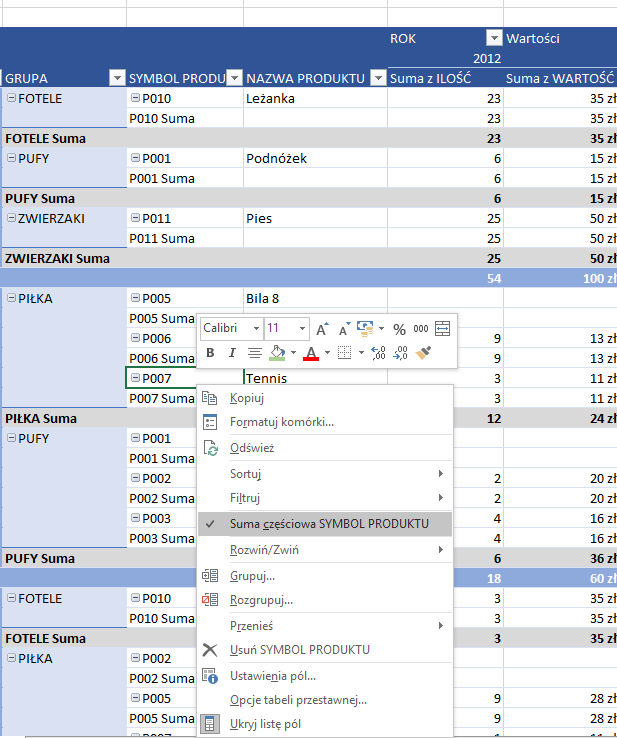 ROK Wartości
2012
GRUPA SYMBOL PRODU NAZWA PRODUKTU Suma z ILOŚĆ Suma z WARTOŚĆ
FOTELE P010 Leżanka 23 35 zł
P010 Suma 23 35 zł
FOTELE Suma 23 35 zł
PUFY P001 Podnóżek 6 15 zł
P001 Suma 6 15 zł
PUFY Suma 6 15 zł
ZWIERZAKI P011 Pies 25 50 zł
P011 Suma 25 50 zł
ZWIERZAKI Suma 25 50 zł
54 100 zł
PIŁKA P005 Bila 8
P005 Suma
Calibri 11 A A % 000
P006 9 13 zł
B I A ,00 ,00
P006 Suma 9 13 zł
P007 Tennis 3 11 zł
P007 Suma 3 11 zł
PIŁKA Suma 12 24 zł
PUFY P001
P001 Suma
P002 2 20 zł
P002 Suma 2 20 zł
P003 4 16 zł
P003 Suma 4 16 zł
PUFY Suma 6 36 zł
18 60 zł
FOTELE P010 3 35 zł
P010 Suma 3 35 zł
FOTELE Suma 3 35 zł
PIŁKA P002
P002 Suma
P005 9 28 zł
P005 Suma 9 28 zł
Kopiuj
Formatuj komórki...
Odśwież
Sortuj
Filtruj
Suma częściowa SYMBOL PRODUKTU
Rozwiń/Zwiń
Grupuj...
Rozgrupuj...
Przenieś
Usuń SYMBOL PRODUKTU
Ustawienia pól...
Opcje tabeli przestawnej...
Ukryj listę pól